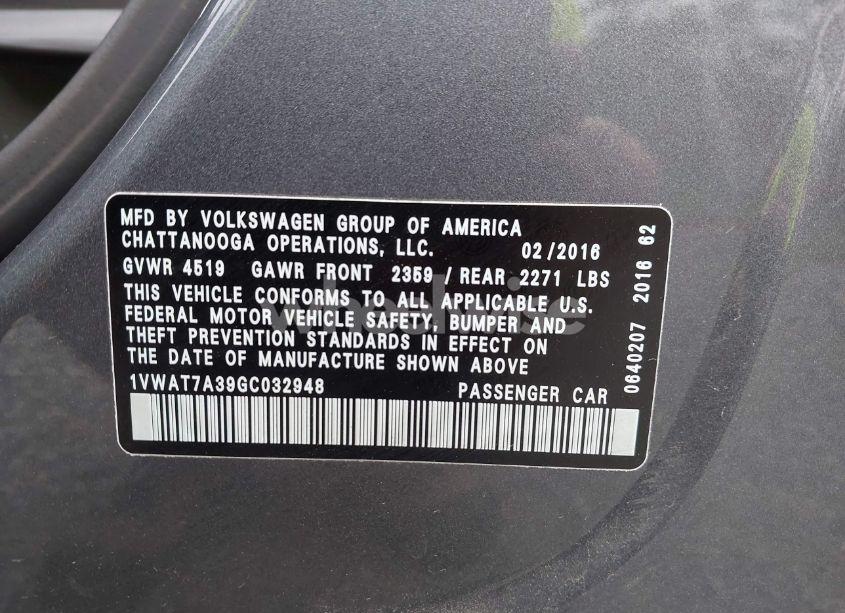 MFD BY VOLKSWAGEN GROUP OF AMERICA
CHATTANOOGA OPERATIONS, LLC. 02/2016
GVWR 4519 GAWR FRONT 2359 / REAR 2271 LBS
THIS VEHICLE CONFORMS TO ALL APPLICABLE U.S.
FEDERAL MOTOR VEHICLE SAFETY, BUMPER AND
THEFT PREVENTION STANDARDS IN EFFECT ON
THE DATE OF MANUFACTURE SHOWN ABOVE
1VWAT7A39GC032948 PASSENGER CAR
0640207 2016 62